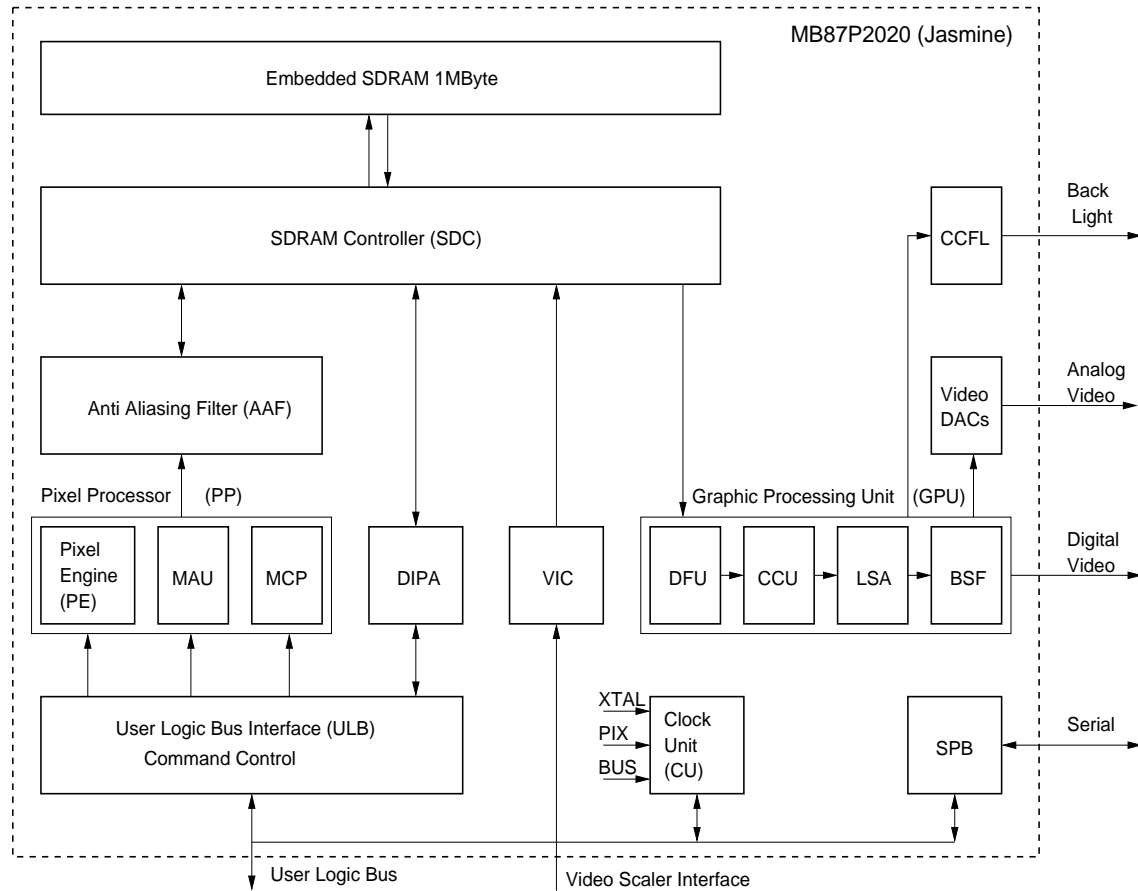 MB87P2020 (Jasmine)
Embedded SDRAM 1MByte
SDRAM Controller (SDC)
CCFL
Back
Light
Anti Aliasing Filter (AAF)
Video
DACs
Analog
Video
Pixel Processor (PP)
Graphic Processing Unit (GPU)
Pixel
Engine
(PE)
MAU
MCP
DIPA
VIC
DFU
CCU
LSA
BSF
Digital
Video
User Logic Bus Interface (ULB)
Command Control
XTAL
PIX
BUS
Clock
Unit
(CU)
SPB
Serial
User Logic Bus
Video Scaler Interface